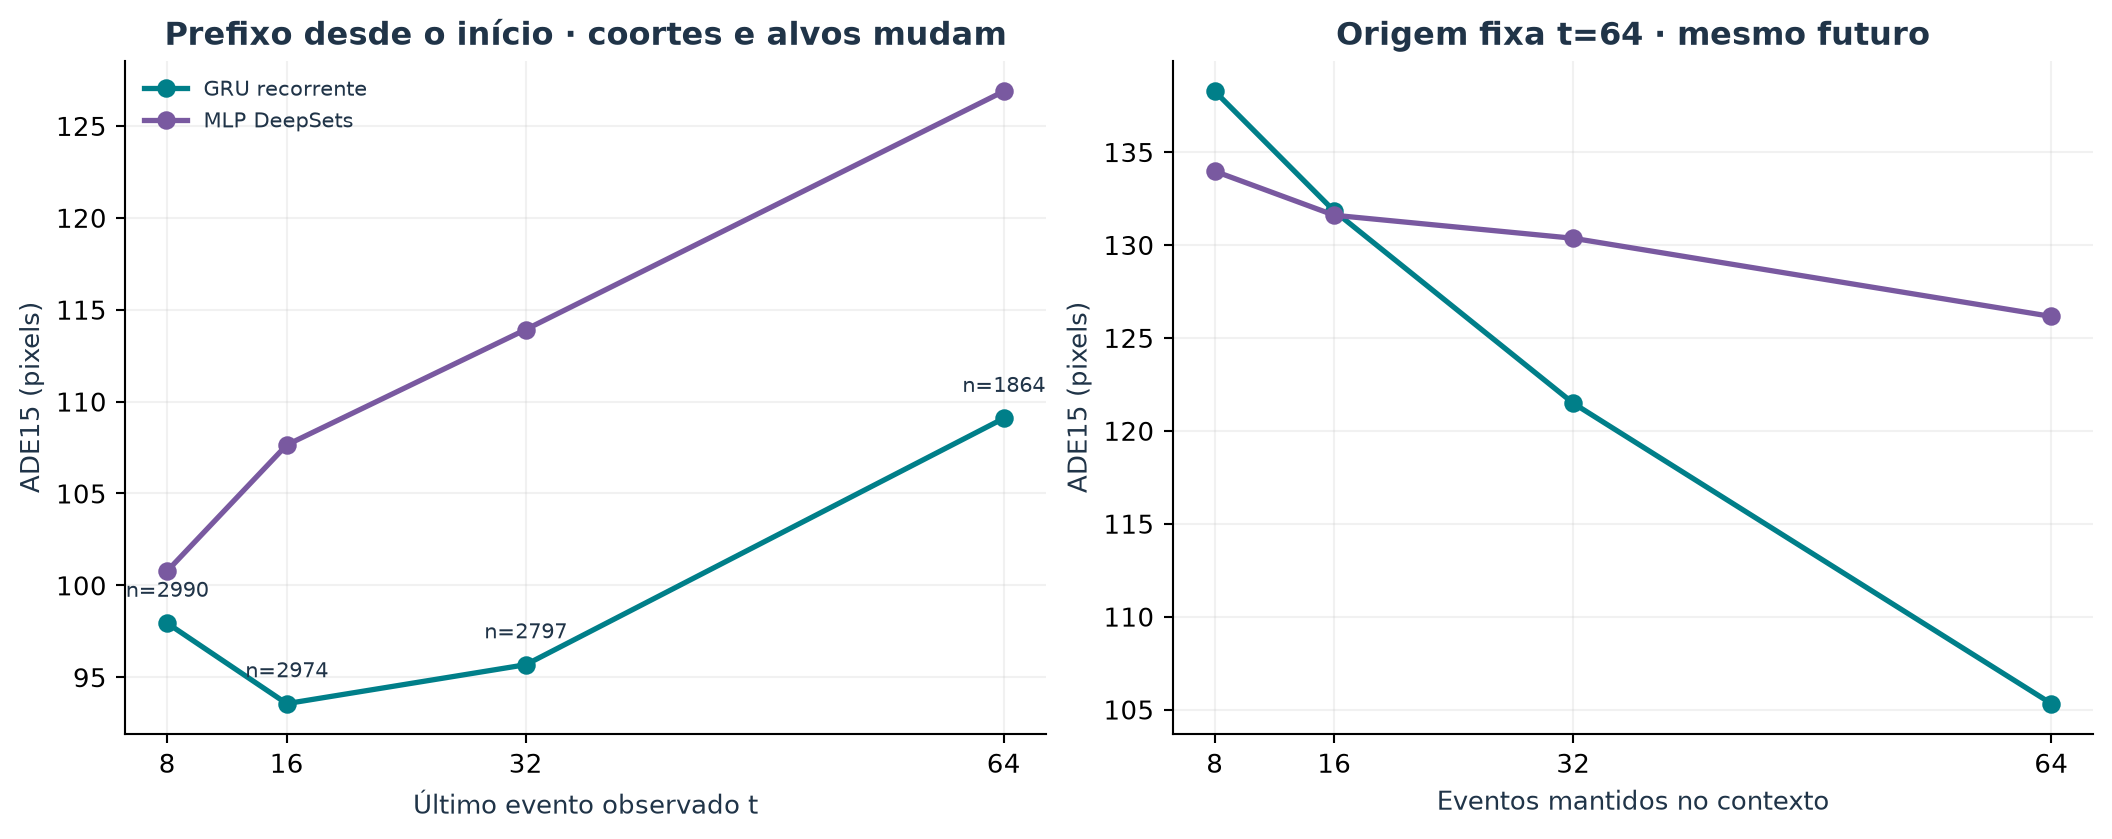 Prefixo desde o início · coortes e alvos mudam
GRU recorrente
MLP DeepSets
ADE15 (pixels)
125
120
115
110
105
100
95
n=2990
n=2974
n=2797
n=1864
8
16
32
64
Último evento observado t
Origem fixa t=64 · mesmo futuro
ADE15 (pixels)
135
130
125
120
115
110
105
8
16
32
64
Eventos mantidos no contexto